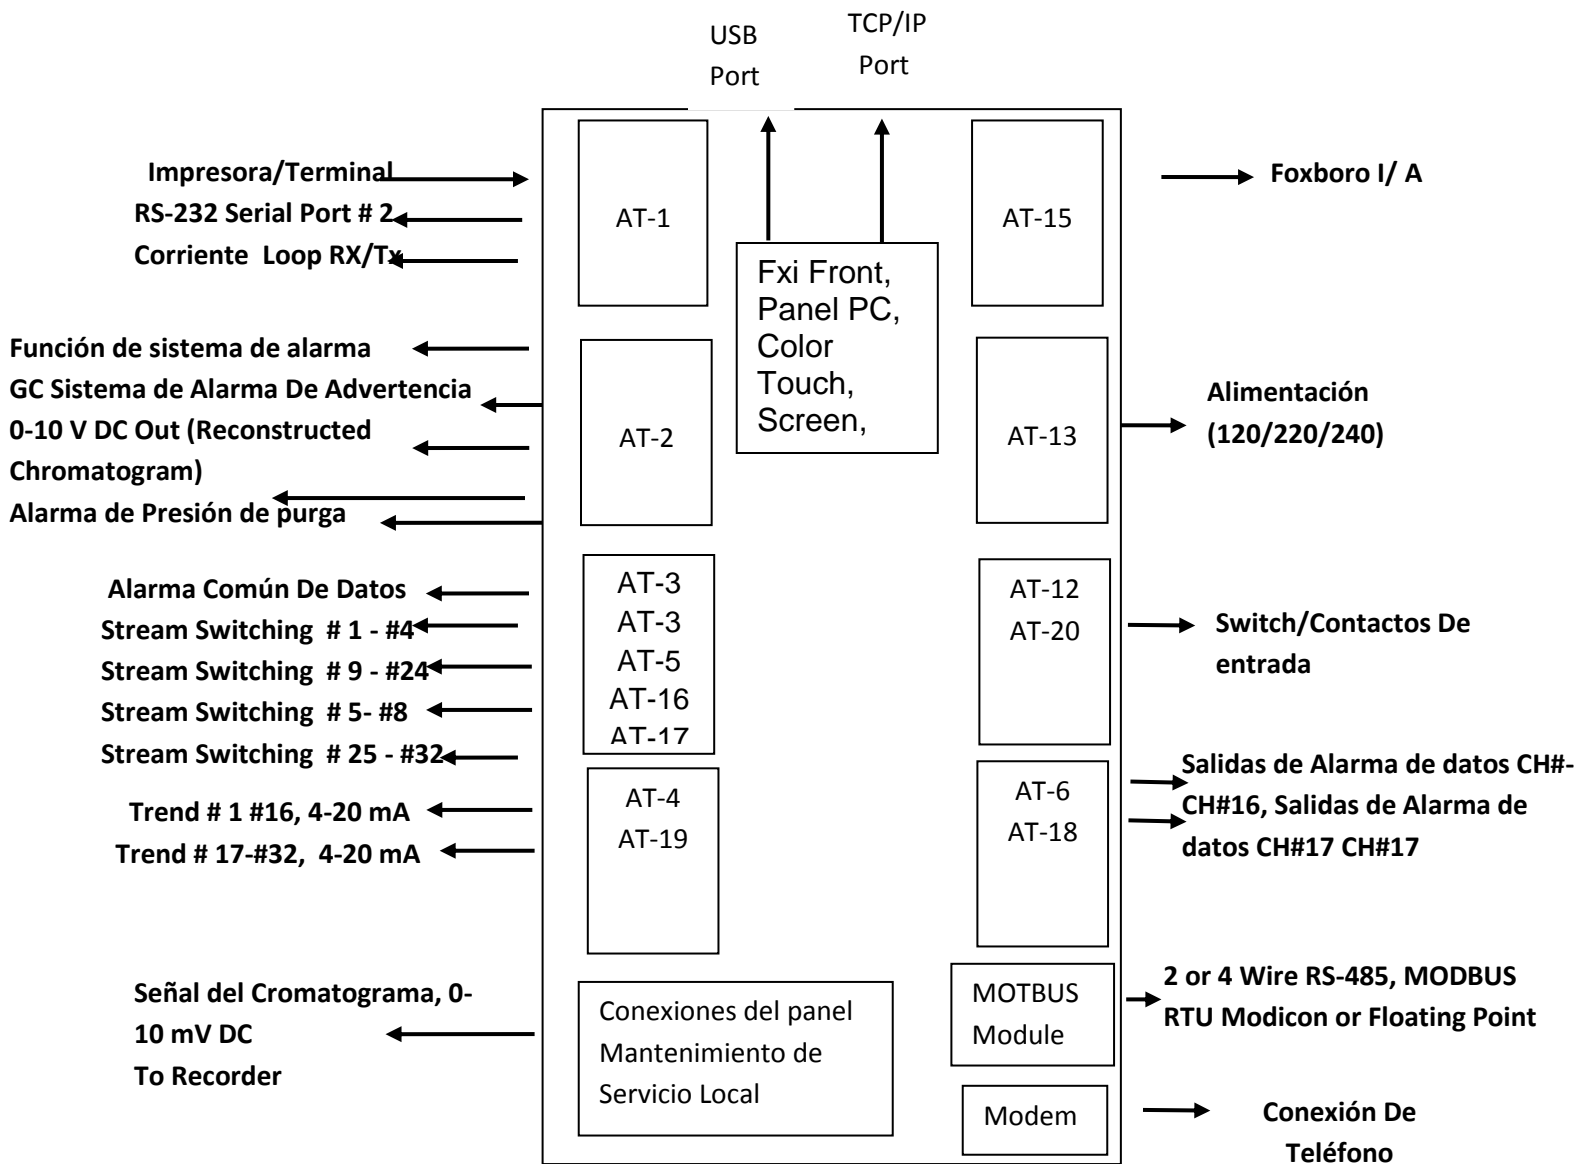 USB
Port
TCP/IP
Port
Impresora/Terminal
RS-232 Serial Port # 2
Corriente Loop RX/Tx
AT-1
AT-15
Foxboro I/ A
Fxi Front,
Panel PC,
Color
Touch,
Screen,
Función de sistema de alarma
GC Sistema de Alarma De Advertencia
0-10 V DC Out (Reconstructed
Chromatogram)
Alarma de Presión de purga
AT-2
AT-13
Alimentación
(120/220/240)
Alarma Común De Datos
Stream Switching # 1 - #4
Stream Switching # 9 - #24
Stream Switching # 5- #8
Stream Switching # 25 - #32
AT-3
AT-3
AT-5
AT-16
AT-17
AT-12
AT-20
Switch/Contactos De
entrada
Trend # 1 #16, 4-20 mA
Trend # 17-#32, 4-20 mA
AT-4
AT-19
AT-6
AT-18
Salidas de Alarma de datos CH#-
CH#16, Salidas de Alarma de
datos CH#17 CH#17
Señal del Cromatograma, 0-
10 mV DC
To Recorder
Conexiones del panel
Mantenimiento de
Servicio Local
MOTBUS
Module
2 or 4 Wire RS-485, MODBUS
RTU Modicon or Floating Point
Modem
Conexión De
Teléfono